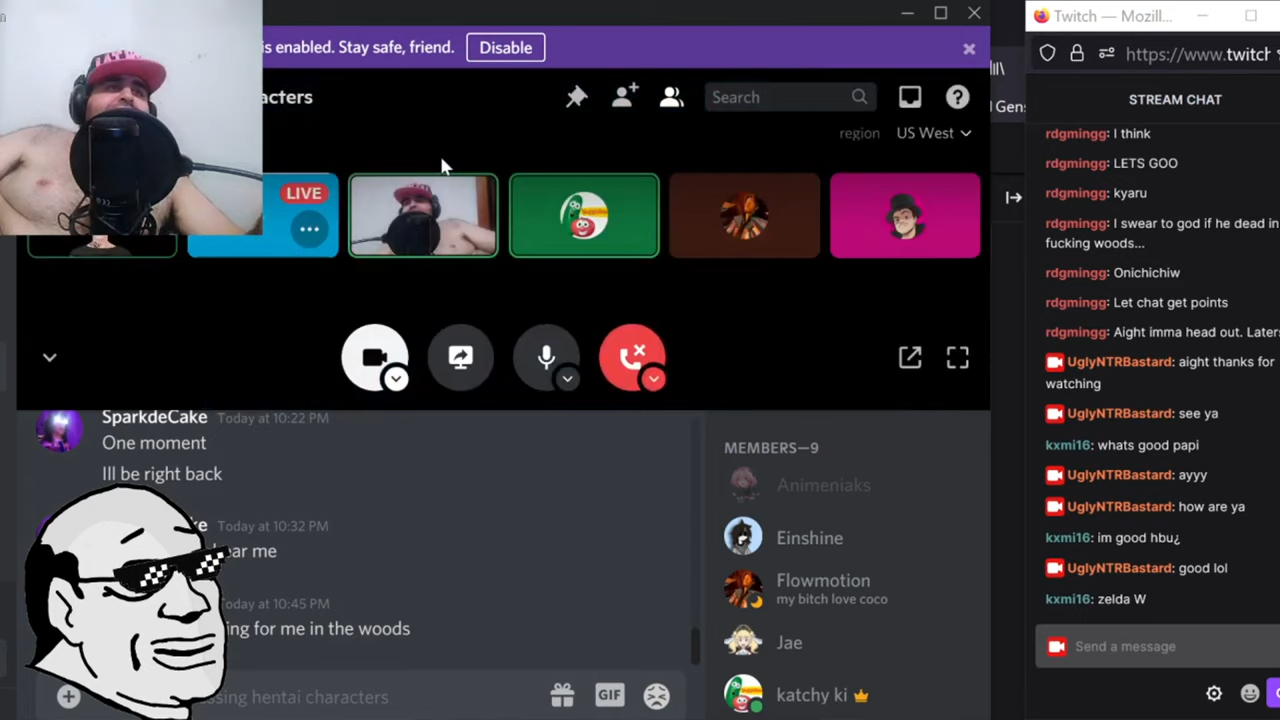 is enabled. Stay safe, friend.
Disable
Twitch — Mozill...
https://www.twitch
acters
Search
region
US West
LIVE
Gens
STREAM CHAT
rdgmingg: I think
rdgmingg: LETS GOO
rdgmingg: kyaru
rdgmingg: I swear to god if he dead in
fucking woods...
rdgmingg: Onichichiw
rdgmingg: Let chat get points
rdgmingg: Aight imma head out. Later
UglyNTRBastard: aight thanks for
watching
UglyNTRBastard: see ya
kxmi16: whats good papi
UglyNTRBastard: ayyy
UglyNTRBastard: how are ya
kxmi16: im good hbu¿
UglyNTRBastard: good lol
kxmi16: zelda W
Send a message
SparkdeCake Today at 10:22 PM
One moment
Ill be right back
ke Today at 10:32 PM
ear me
Today at 10:45 PM
ing for me in the woods
ssing hentai characters
GIF
MEMBERS—9
Animeniaks
Einshine
Flowmotion
my bitch love coco
Jae
katchy ki